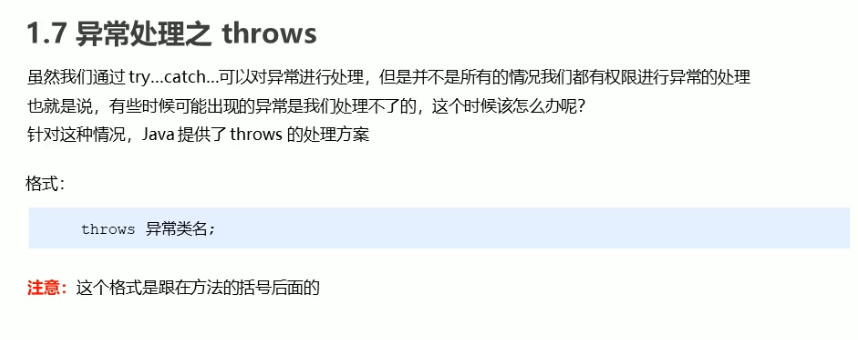 1.7 异常处理之 throws
虽然我们通过 try...catch...可以对异常进行处理，但是并不是所有的情况我们都有权限进行异常的处理
也就是说，有些时候可能出现的异常是我们处理不了的，这个时候该怎么办呢？
针对这种情况，Java 提供了 throws 的处理方案
格式：
throws 异常类名;
注意：这个格式是跟在方法的括号后面的